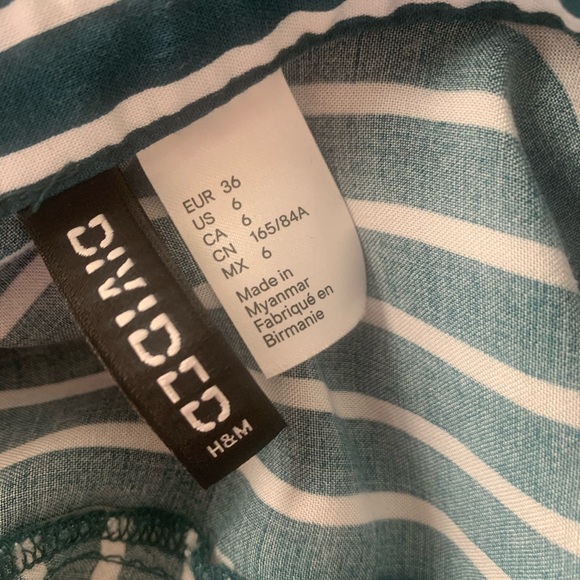 EUR 36
US 6
CA 6
CN 165/84A
MX 6
Made in
Myanmar
Fabriqué en
Birmanie
DIVIDED
H&M